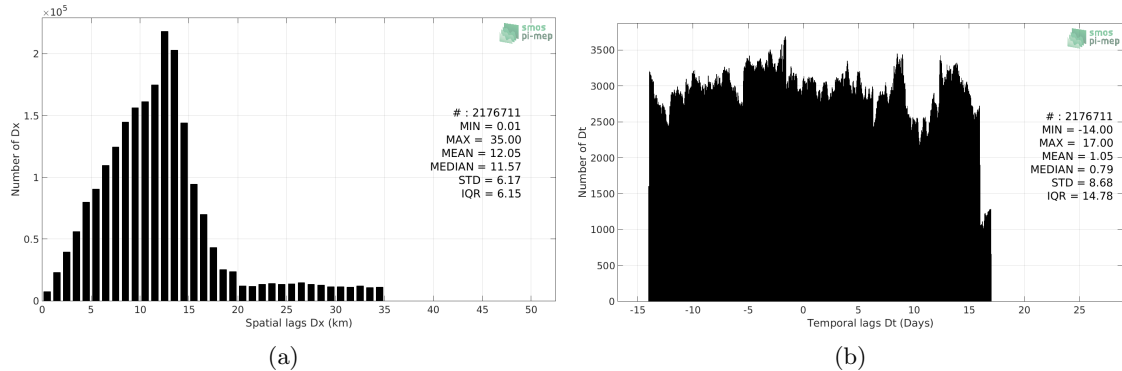 ×10^5
smos
pi-mep
2
1.5
1
0.5
0
Number of Dx
# : 2176711
MIN = 0.01
MAX = 35.00
MEAN = 12.05
MEDIAN = 11.57
STD = 6.17
IQR = 6.15
0 5 10 15 20 25 30 35 40 45 50
Spatial lags Dx (km)
(a)
smos
pi-mep
3500
3000
2500
2000
1500
1000
500
0
Number of Dt
# : 2176711
MIN = -14.00
MAX = 17.00
MEAN = 1.05
MEDIAN = 0.79
STD = 8.68
IQR = 14.78
-15 -10 -5 0 5 10 15 20 25
Temporal lags Dt (Days)
(b)